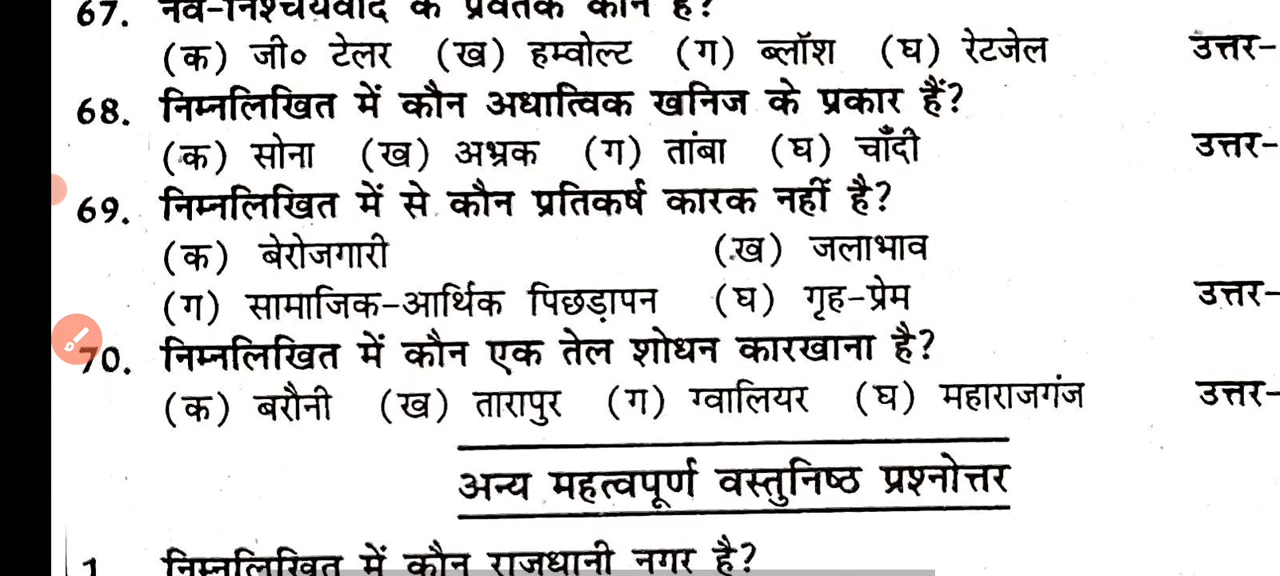 67. नव-निश्चयवाद के प्रवर्तक कौन हैं?
(क) जी० टेलर (ख) हम्वोल्ट (ग) ब्लॉश (घ) रेटजेल उत्तर-
68. निम्नलिखित में कौन अधात्विक खनिज के प्रकार हैं?
(क) सोना (ख) अभ्रक (ग) तांबा (घ) चाँदी उत्तर-
69. निम्नलिखित में से कौन प्रतिकर्ष कारक नहीं है?
(क) बेरोजगारी (ख) जलाभाव
(ग) सामाजिक-आर्थिक पिछड़ापन (घ) गृह-प्रेम उत्तर-
70. निम्नलिखित में कौन एक तेल शोधन कारखाना है?
(क) बरौनी (ख) तारापुर (ग) ग्वालियर (घ) महाराजगंज उत्तर-
अन्य महत्वपूर्ण वस्तुनिष्ठ प्रश्नोत्तर
1 निम्नलिखित में कौन राजधानी नगर है?